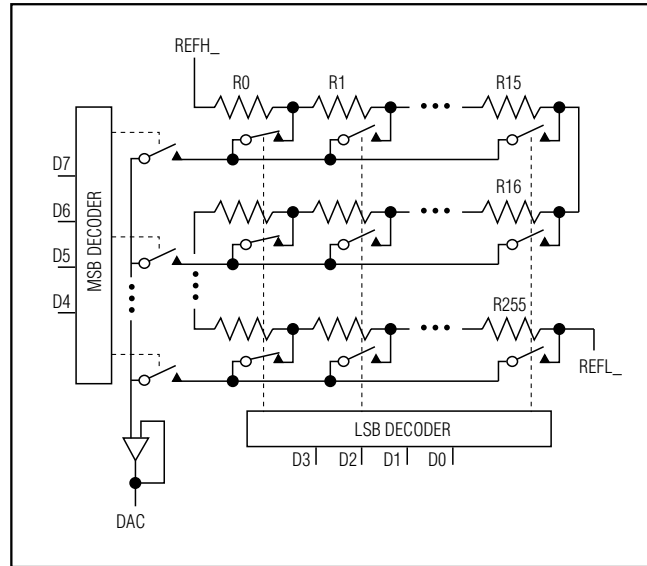 REFH_
R0
R1
R15
D7
D6
D5
D4
MSB DECODER
R16
R255
REFL_
LSB DECODER
D3
D2
D1
D0
DAC